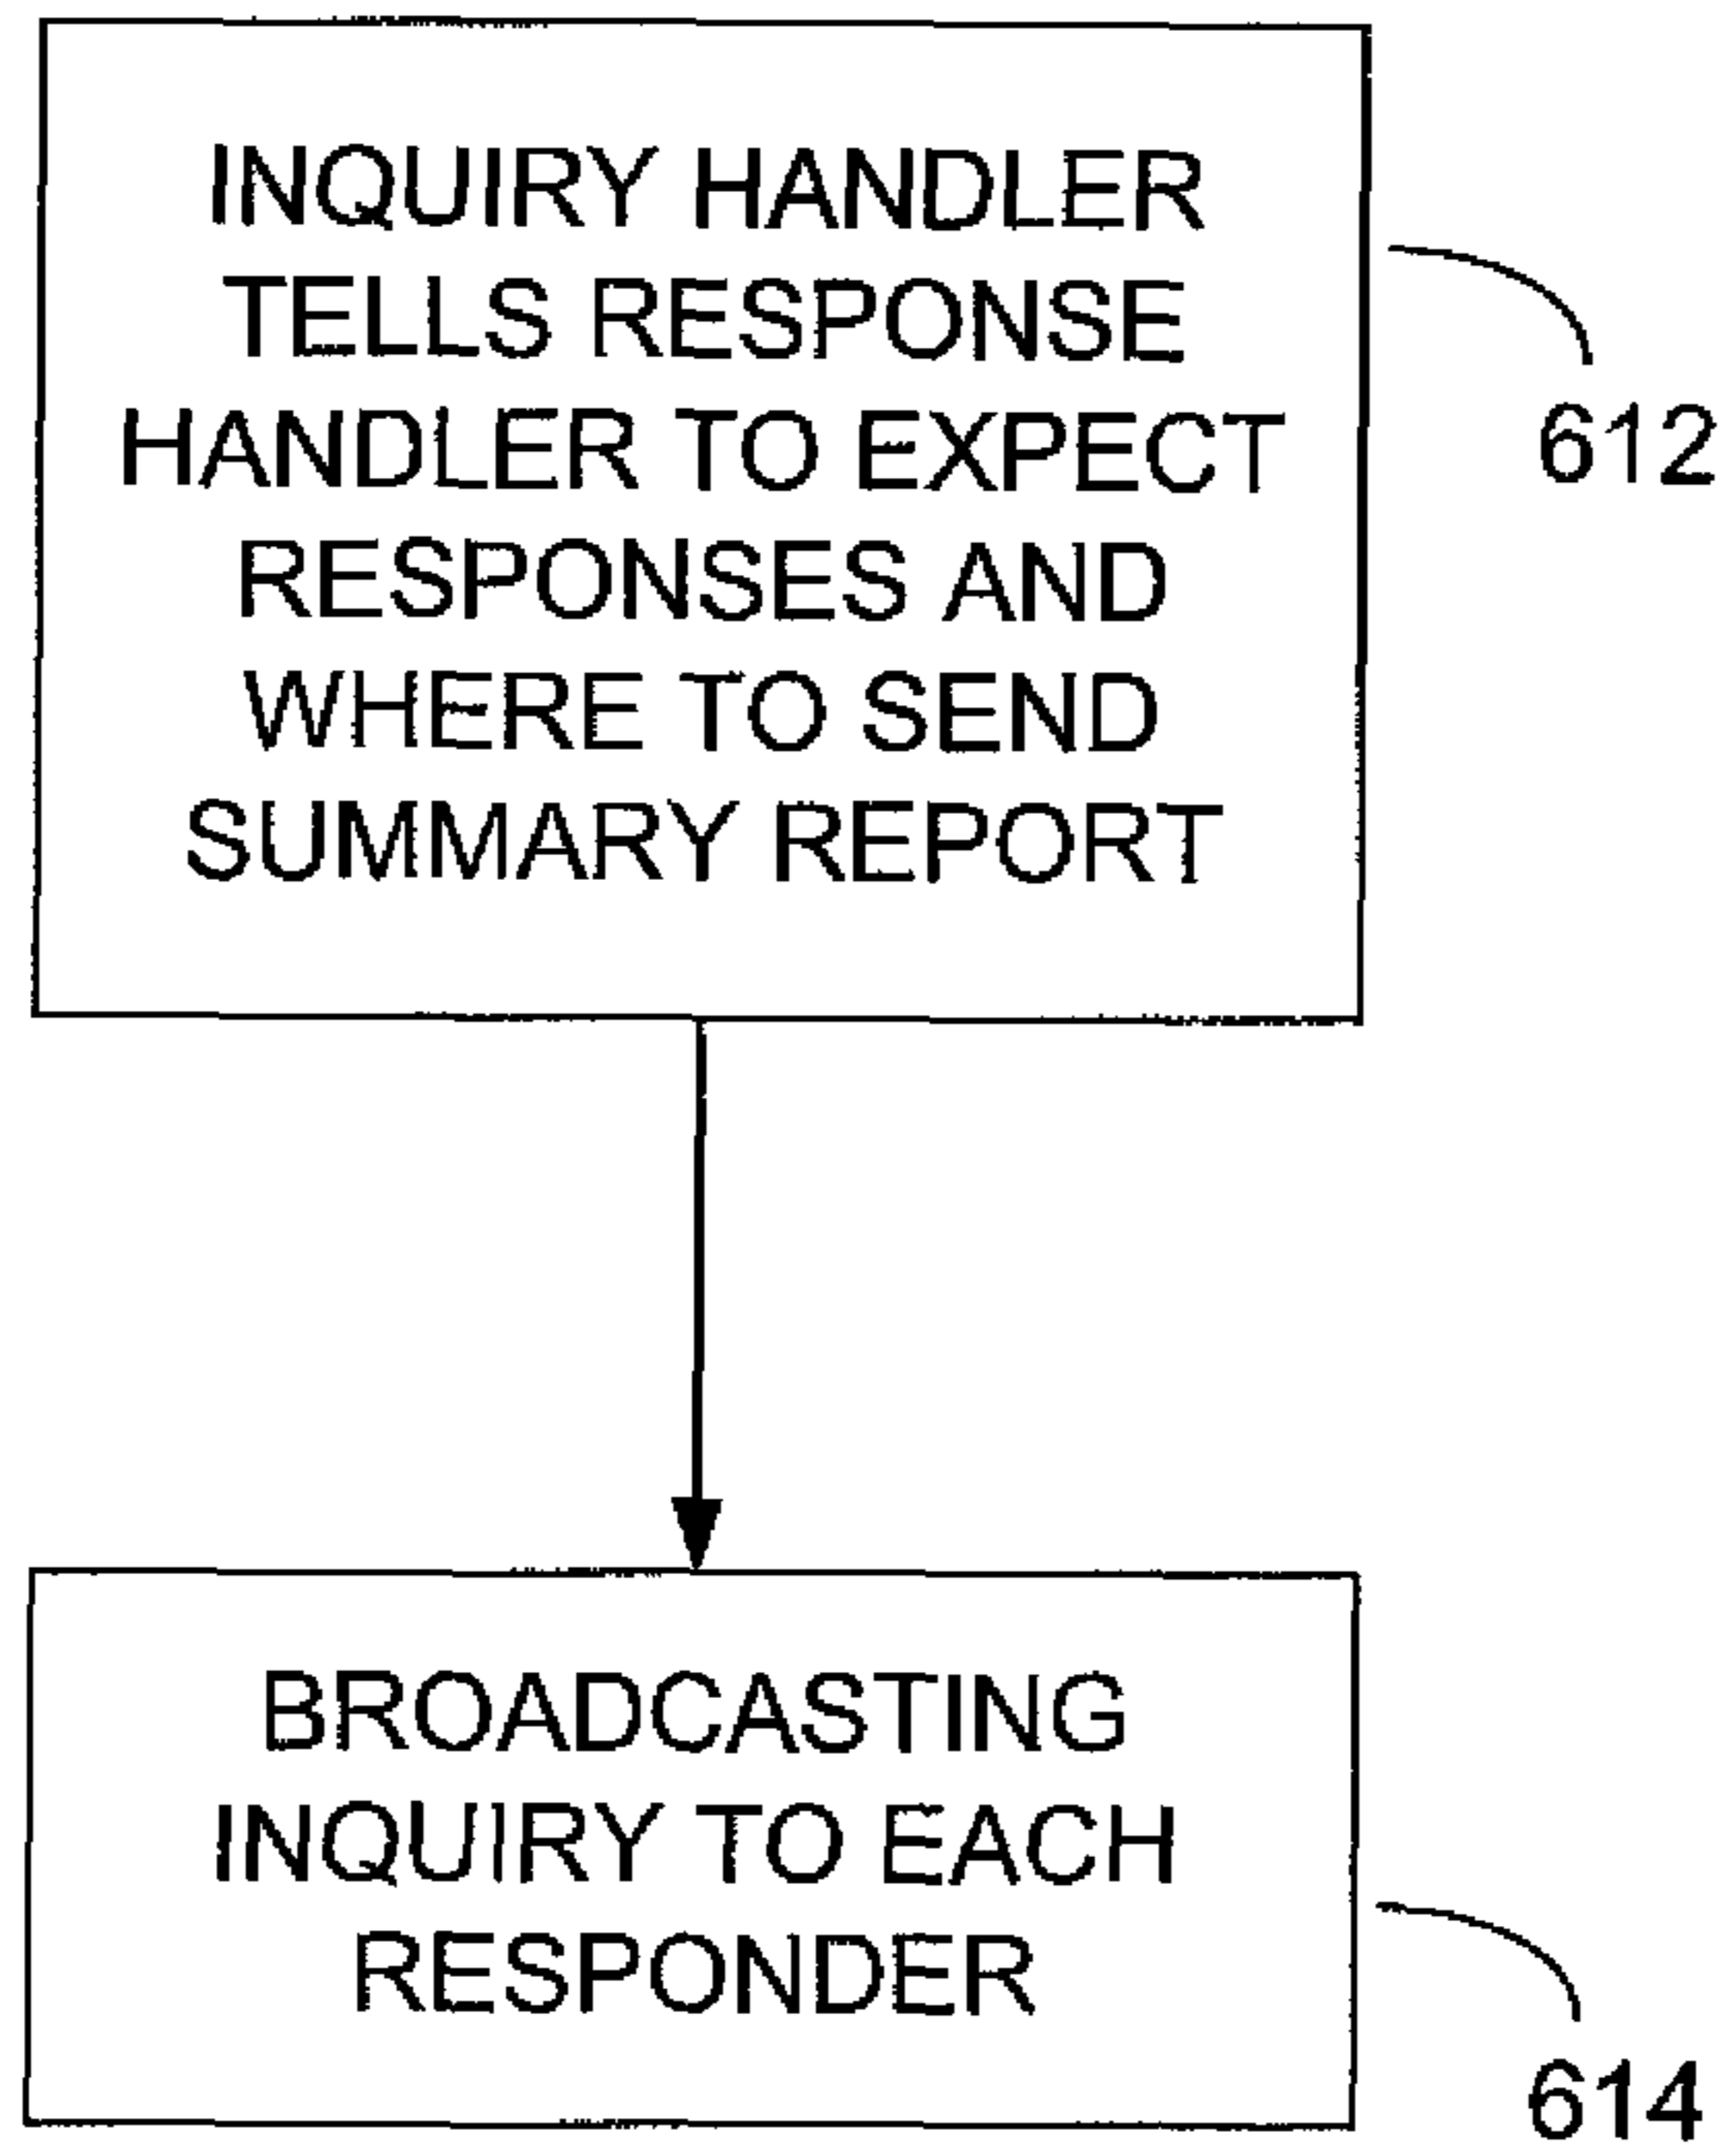 INQUIRY HANDLER
TELLS RESPONSE
HANDLER TO EXPECT
RESPONSES AND
WHERE TO SEND
SUMMARY REPORT
612
BROADCASTING
INQUIRY TO EACH
RESPONDER
614